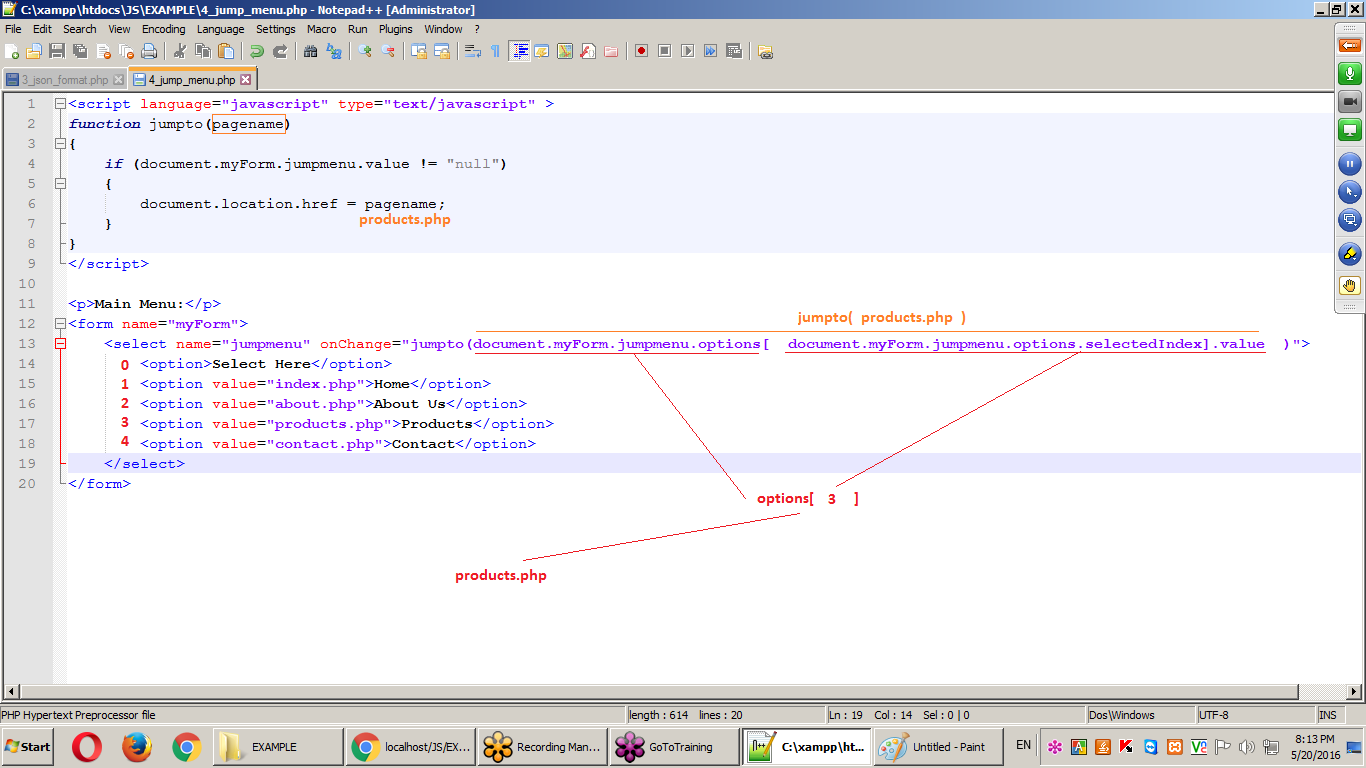 C:\xampp\htdocs\JS\EXAMPLE\4_jump_menu.php - Notepad++ [Administrator]
File Edit Search View Encoding Language Settings Macro Run Plugins Window ?
3_json_format.php 4_jump_menu.php
1 <script language="javascript" type="text/javascript" >
2 function jumpto(pagename)
3 {
4 if (document.myForm.jumpmenu.value != "null")
5 {
6 document.location.href = pagename;
products.php
7 }
8 }
9 </script>
10
11 <p>Main Menu:</p>
jumpto( products.php )
12 <form name="myForm">
13 <select name="jumpmenu" onChange="jumpto(document.myForm.jumpmenu.options[ document.myForm.jumpmenu.options.selectedIndex].value )">
14 0 <option>Select Here</option>
15 1 <option value="index.php">Home</option>
16 2 <option value="about.php">About Us</option>
17 3 <option value="products.php">Products</option>
18 4 <option value="contact.php">Contact</option>
19 </select>
20 </form>
options[ 3 ]
products.php
PHP Hypertext Preprocessor file length : 614 lines : 20 Ln : 19 Col : 14 Sel : 0 | 0 Dos\Windows UTF-8 INS
Start EXAMPLE localhost/JS/EX... Recording Man... GoToTraining C:\xampp\ht... Untitled - Paint EN 8:13 PM
5/20/2016